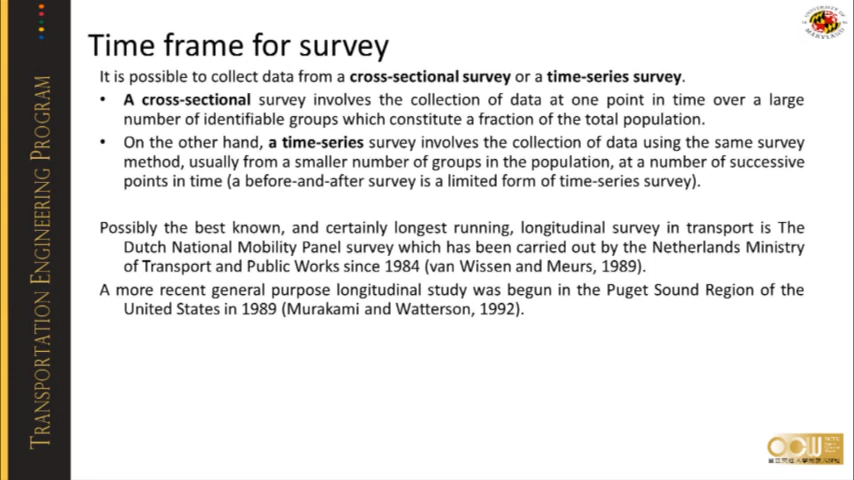 UNIVERSITY OF
MARYLAND
TRANSPORTATION ENGINEERING PROGRAM
Time frame for survey
It is possible to collect data from a cross-sectional survey or a time-series survey.
• A cross-sectional survey involves the collection of data at one point in time over a large
number of identifiable groups which constitute a fraction of the total population.
• On the other hand, a time-series survey involves the collection of data using the same survey
method, usually from a smaller number of groups in the population, at a number of successive
points in time (a before-and-after survey is a limited form of time-series survey).
Possibly the best known, and certainly longest running, longitudinal survey in transport is The
Dutch National Mobility Panel survey which has been carried out by the Netherlands Ministry
of Transport and Public Works since 1984 (van Wissen and Meurs, 1989).
A more recent general purpose longitudinal study was begun in the Puget Sound Region of the
United States in 1989 (Murakami and Watterson, 1992).
OCW